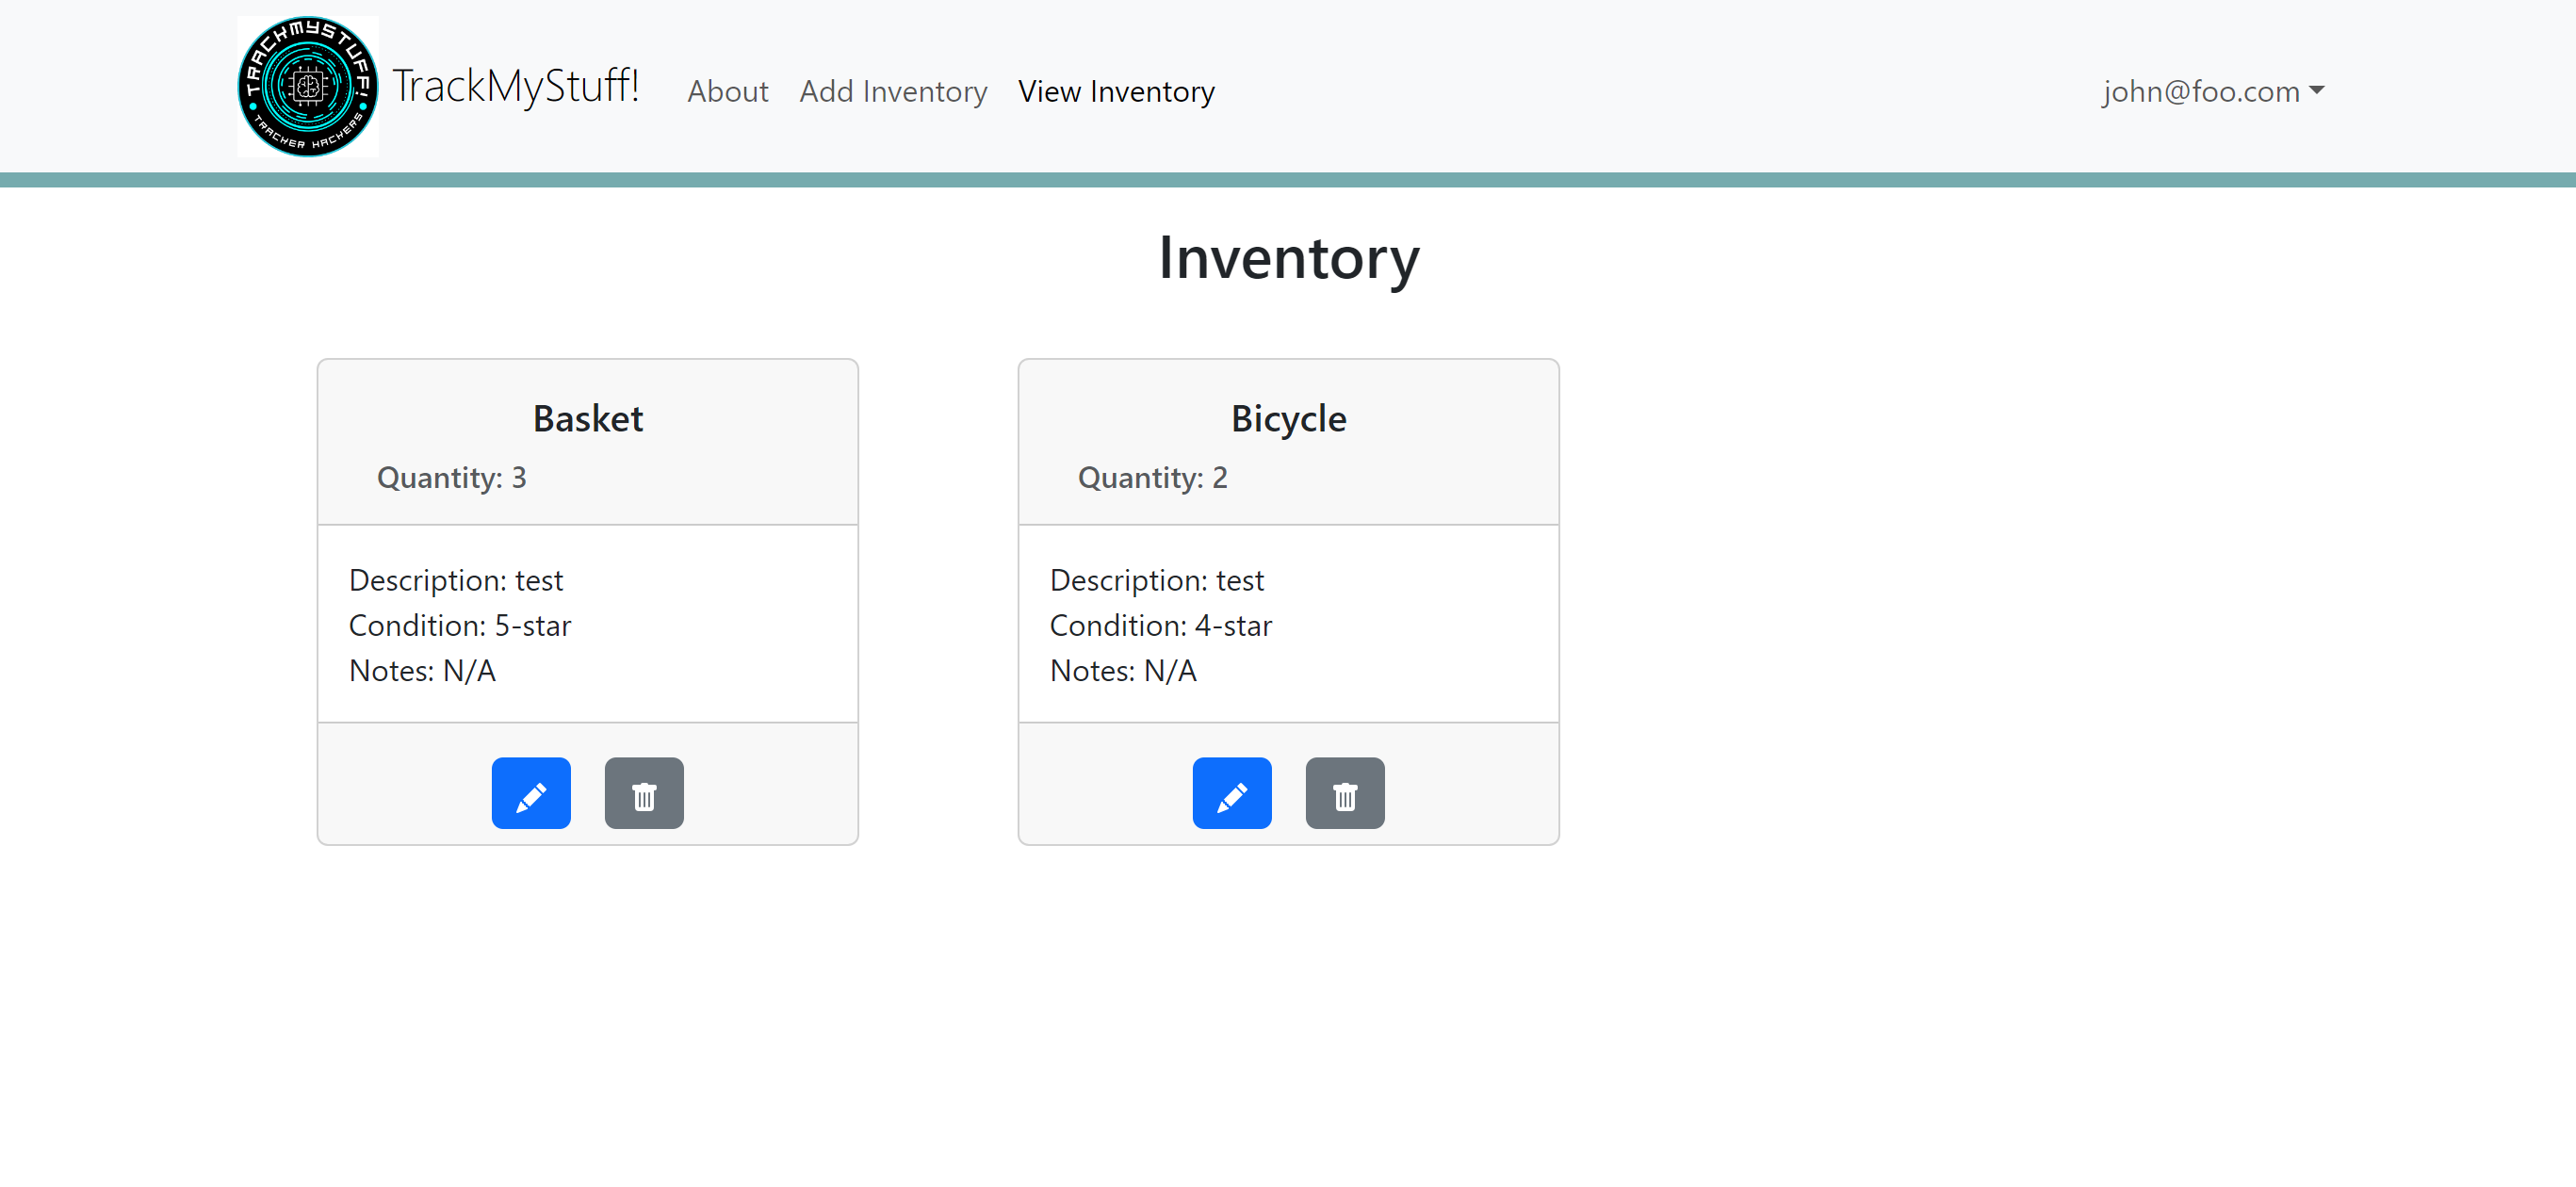 TRACKMYSTUFF!
TRACKER HACKERS
TrackMyStuff! About Add Inventory View Inventory john@foo.com
Inventory
Basket
Quantity: 3
Description: test
Condition: 5-star
Notes: N/A
Bicycle
Quantity: 2
Description: test
Condition: 4-star
Notes: N/A